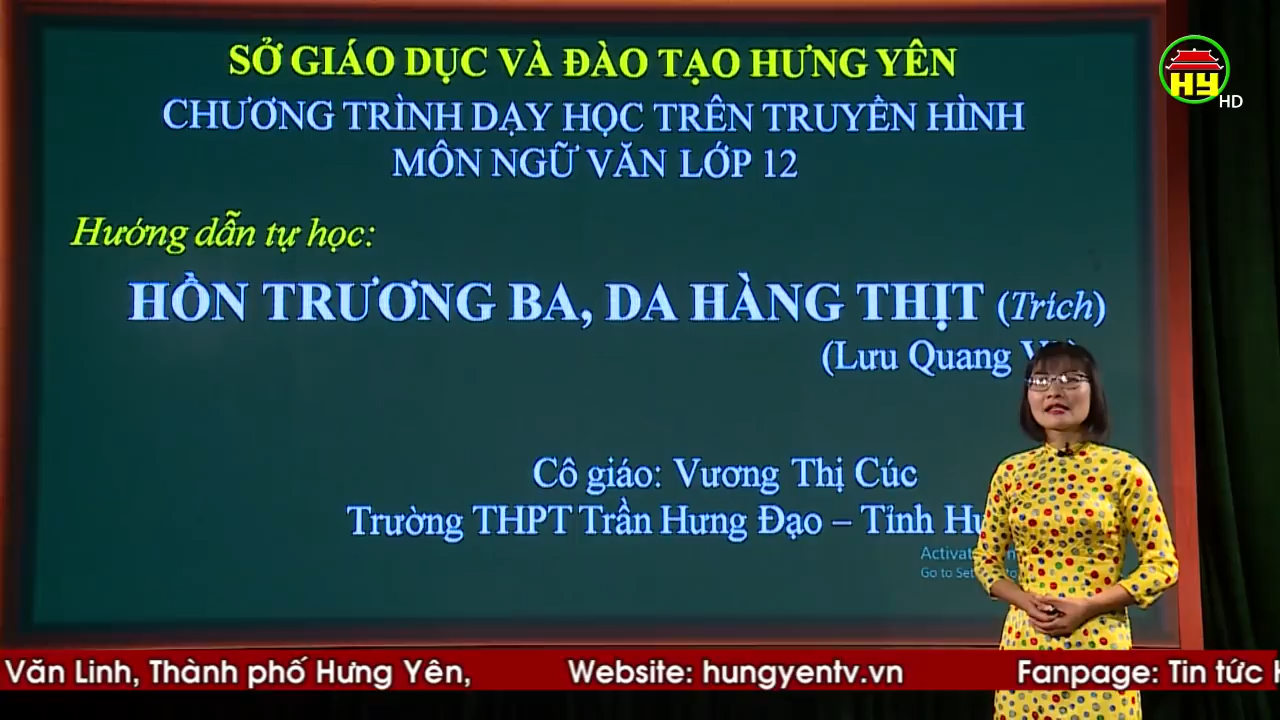 SỞ GIÁO DỤC VÀ ĐÀO TẠO HƯNG YÊN
CHƯƠNG TRÌNH DẠY HỌC TRÊN TRUYỀN HÌNH
MÔN NGỮ VĂN LỚP 12
Hướng dẫn tự học:
HỒN TRƯƠNG BA, DA HÀNG THỊT (Trích)
(Lưu Quang
Cô giáo: Vương Thị Cúc
Trường THPT Trần Hưng Đạo – Tỉnh
Go to
HY
HD
Văn Linh, Thành phố Hưng Yên, Website: hungyentv.vn Fanpage: Tin tức